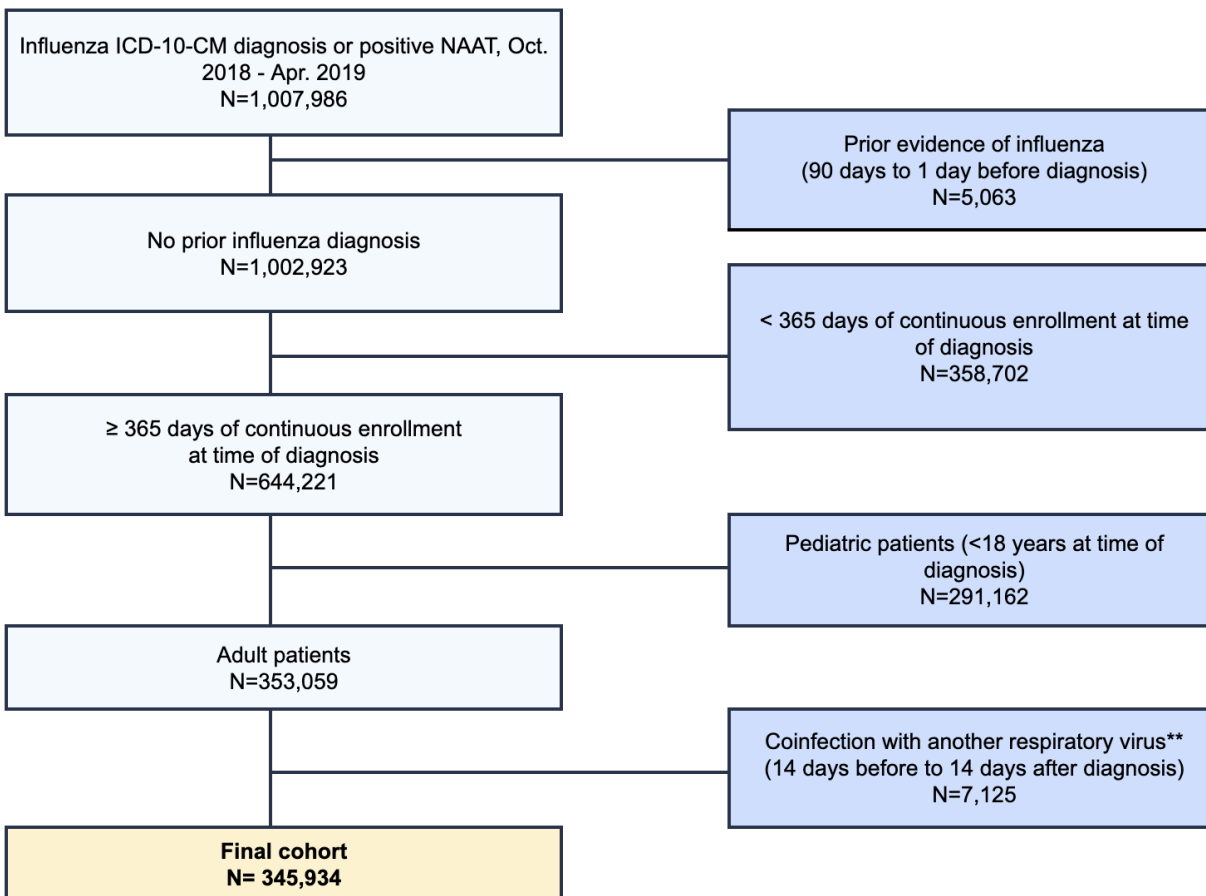 Influenza ICD-10-CM diagnosis or positive NAAT, Oct.
2018 - Apr. 2019
N=1,007,986
Prior evidence of influenza
(90 days to 1 day before diagnosis)
N=5,063
No prior influenza diagnosis
N=1,002,923
< 365 days of continuous enrollment at time
of diagnosis
N=358,702
≥ 365 days of continuous enrollment
at time of diagnosis
N=644,221
Pediatric patients (<18 years at time of
diagnosis)
N=291,162
Adult patients
N=353,059
Coinfection with another respiratory virus**
(14 days before to 14 days after diagnosis)
N=7,125
Final cohort
N= 345,934